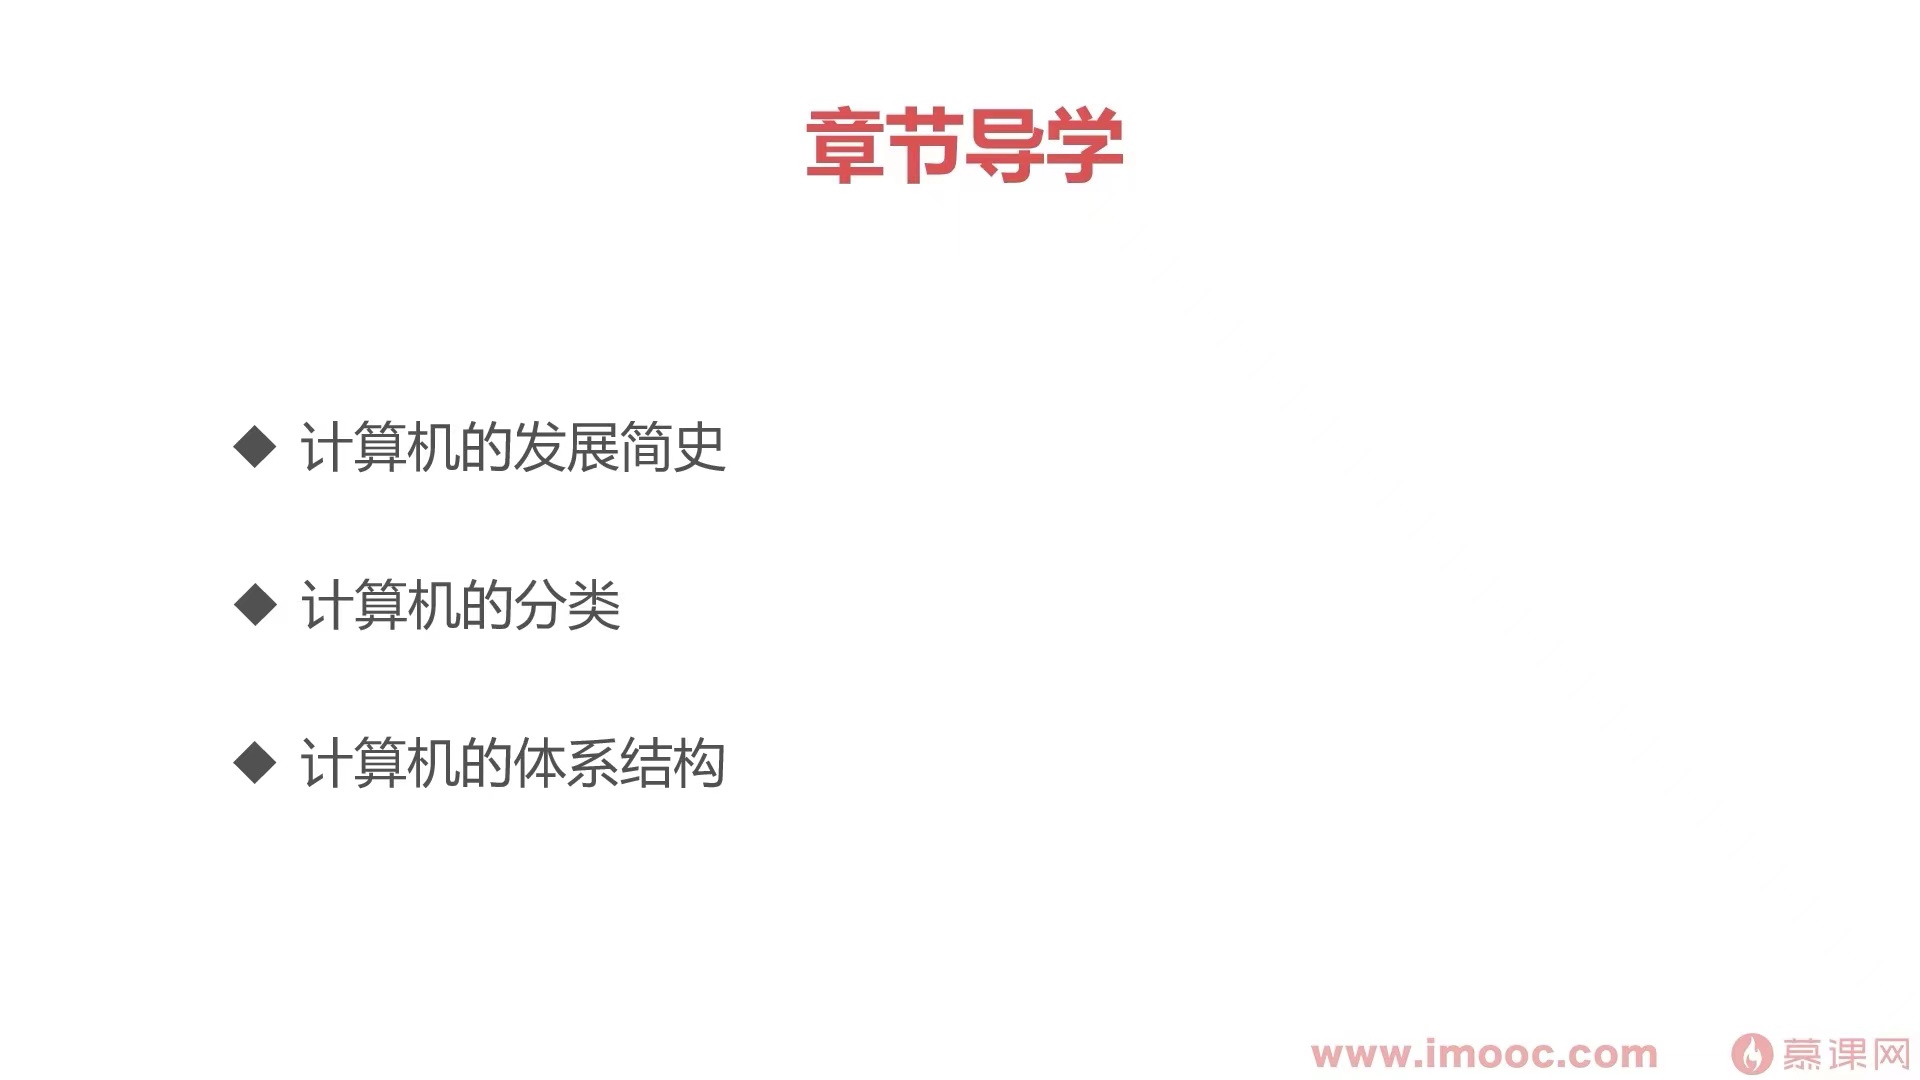 章节导学
◆ 计算机的发展简史
◆ 计算机的分类
◆ 计算机的体系结构
www.imooc.com 慕课网